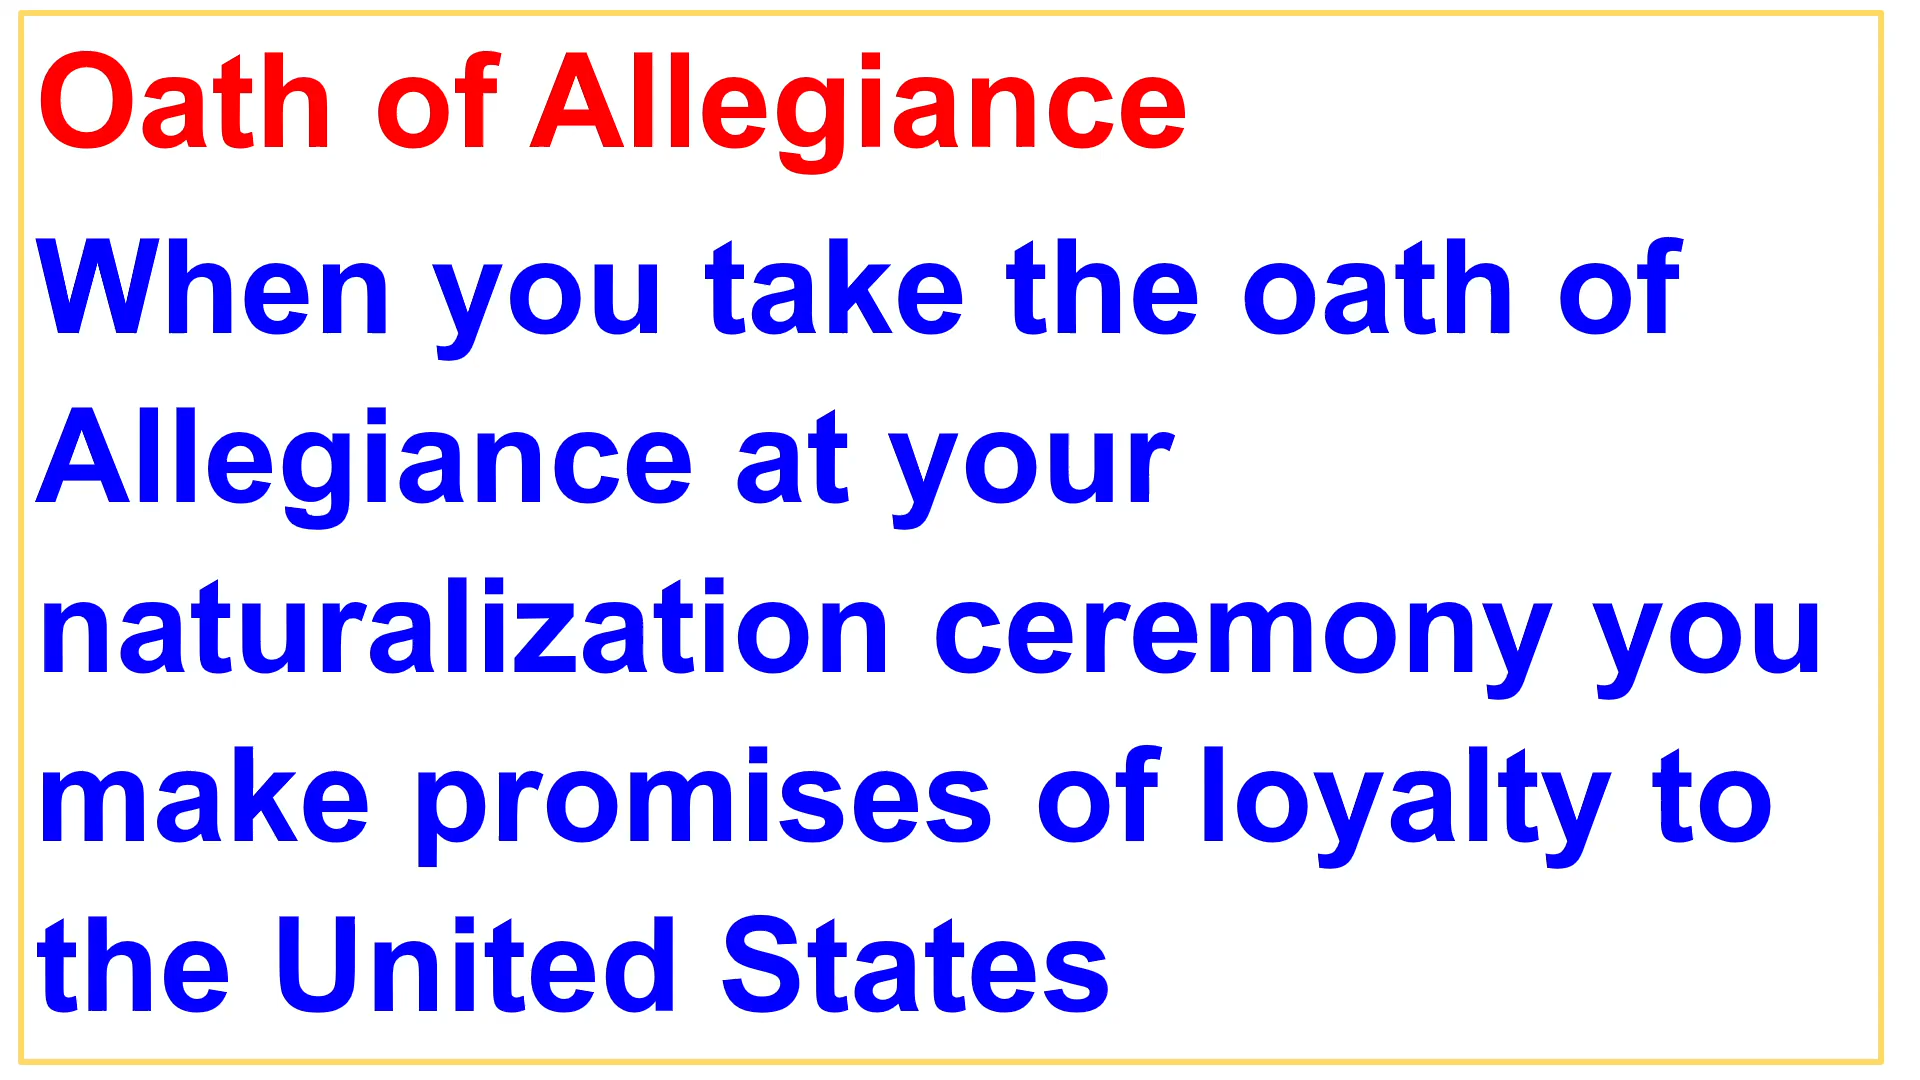 Oath of Allegiance
When you take the oath of
Allegiance at your
naturalization ceremony you
make promises of loyalty to
the United States